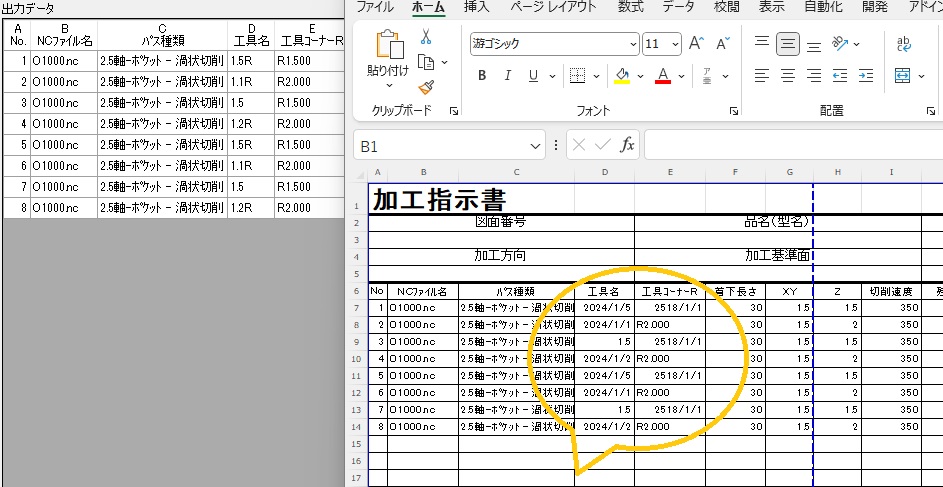 出力データ
A B C D E
No. NCファイル名 パス種類 工具名 工具コーナーR
1 O1000.nc 2.5軸-ポケット - 渦状切削 1.5R R1.500
2 O1000.nc 2.5軸-ポケット - 渦状切削 1.1R R2.000
3 O1000.nc 2.5軸-ポケット - 渦状切削 1.5 R1.500
4 O1000.nc 2.5軸-ポケット - 渦状切削 1.2R R2.000
5 O1000.nc 2.5軸-ポケット - 渦状切削 1.5R R1.500
6 O1000.nc 2.5軸-ポケット - 渦状切削 1.1R R2.000
7 O1000.nc 2.5軸-ポケット - 渦状切削 1.5 R1.500
8 O1000.nc 2.5軸-ポケット - 渦状切削 1.2R R2.000
ファイル ホーム 挿入 ページ レイアウト 数式 データ 校閲 表示 自動化 開発 アドイン
貼り付け
游ゴシック 11 A A
B I U A ab
クリップボード フォント 配置
B1 fx
A B C D E F G H I
1 加工指示書
2 図面番号 品名(型名)
3
4 加工方向 加工基準面
5
6 No NCファイル名 パス種類 工具名 工具コーナーR 首下長さ XY Z 切削速度
7 1 O1000.nc 2.5軸-ポケット - 渦状切削 2024/1/5 2518/1/1 30 1.5 1.5 350
8 2 O1000.nc 2.5軸-ポケット - 渦状切削 2024/1/1 R2.000 30 1.5 2 350
9 3 O1000.nc 2.5軸-ポケット - 渦状切削 1.5 2518/1/1 30 1.5 1.5 350
10 4 O1000.nc 2.5軸-ポケット - 渦状切削 2024/1/2 R2.000 30 1.5 2 350
11 5 O1000.nc 2.5軸-ポケット - 渦状切削 2024/1/5 2518/1/1 30 1.5 1.5 350
12 6 O1000.nc 2.5軸-ポケット - 渦状切削 2024/1/1 R2.000 30 1.5 2 350
13 7 O1000.nc 2.5軸-ポケット - 渦状切削 1.5 2518/1/1 30 1.5 1.5 350
14 8 O1000.nc 2.5軸-ポケット - 渦状切削 2024/1/2 R2.000 30 1.5 2 350
15
16
17